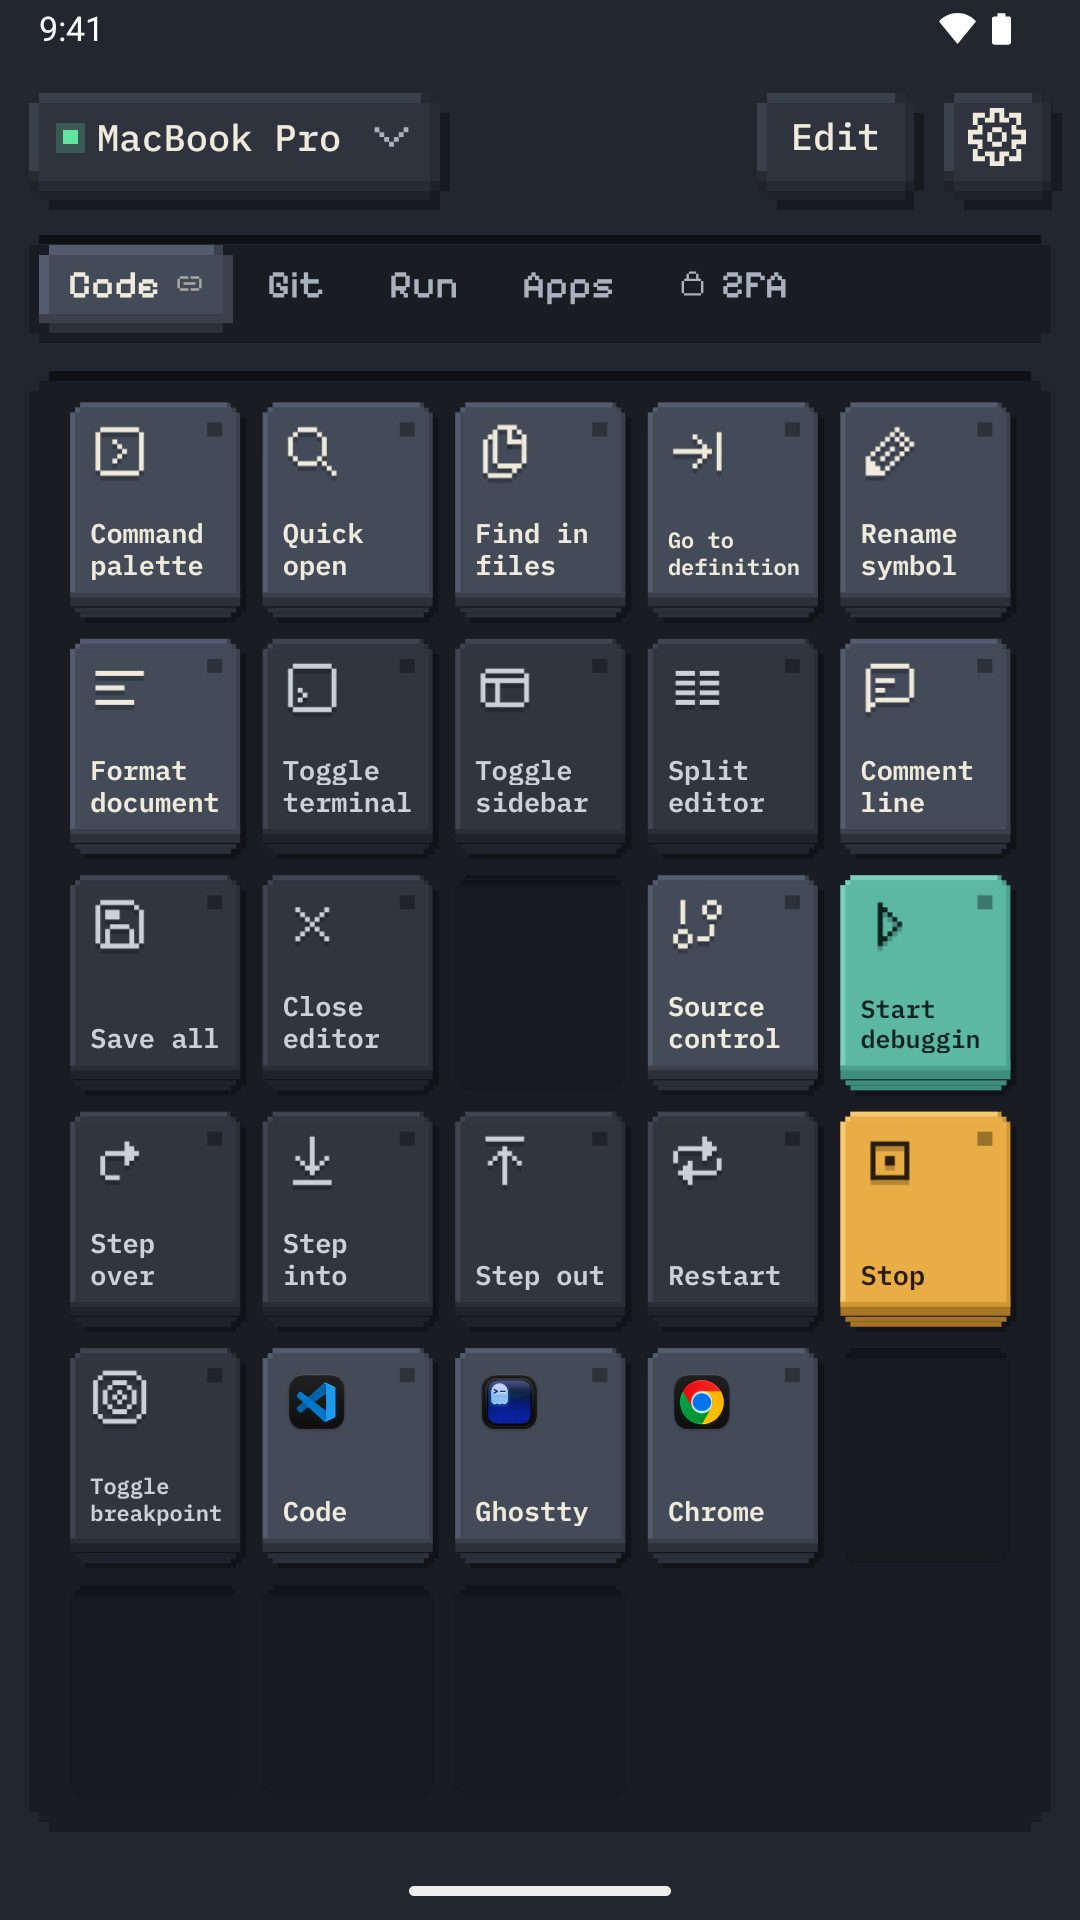 9:41
MacBook Pro
Edit
Code
Git
Run
Apps
2FA
Command
palette
Quick
open
Find in
files
Go to
definition
Rename
symbol
Format
document
Toggle
terminal
Toggle
sidebar
Split
editor
Comment
line
Save all
Close
editor
Source
control
Start
debuggin
Step
over
Step
into
Step out
Restart
Stop
Toggle
breakpoint
Code
Ghostty
Chrome